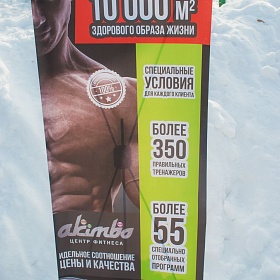 10 000 М²
ЗДОРОВОГО ОБРАЗА ЖИЗНИ
СПЕЦИАЛЬНЫЕ
УСЛОВИЯ
ДЛЯ КАЖДОГО КЛИЕНТА
100%
БОЛЕЕ
350
ПРАВИЛЬНЫХ
ТРЕНАЖЕРОВ
akimbo
ЦЕНТР ФИТНЕСА
ИДЕАЛЬНОЕ СООТНОШЕНИЕ
ЦЕНЫ И КАЧЕСТВА
БОЛЕЕ
55
СПЕЦИАЛЬНО
ОТОБРАННЫХ
ПРОГРАММ